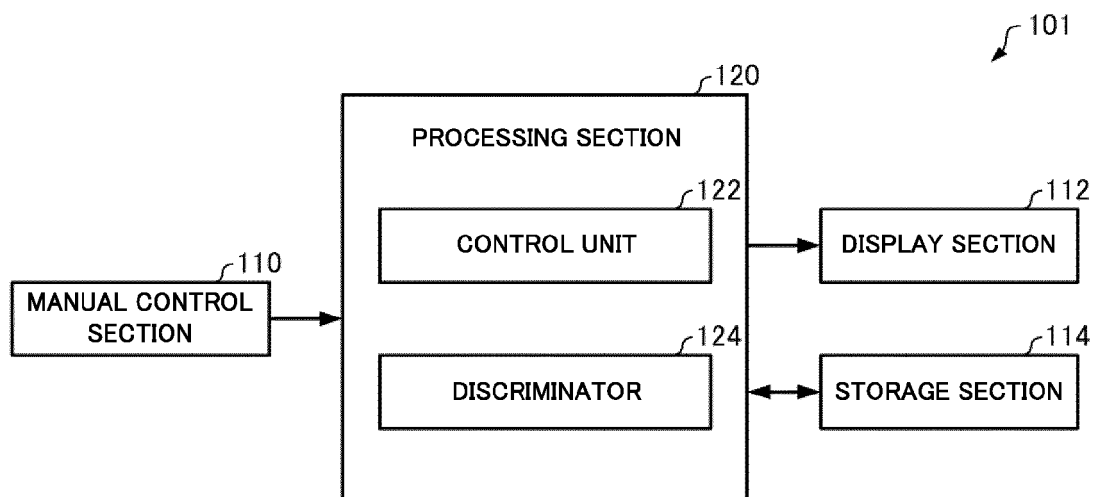 101
120
PROCESSING SECTION
122
CONTROL UNIT
112
DISPLAY SECTION
110
MANUAL CONTROL
SECTION
124
DISCRIMINATOR
114
STORAGE SECTION